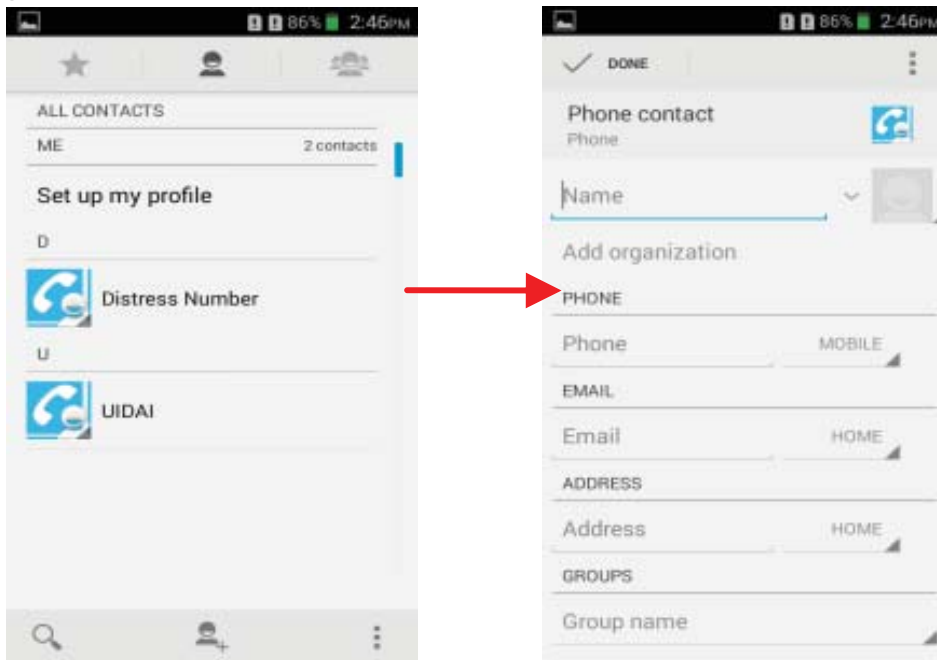 86% 2:46PM
ALL CONTACTS
ME 2 contacts
Set up my profile
D
Distress Number
U
UIDAI
86% 2:46PM
DONE
Phone contact
Phone
Name
Add organization
PHONE
Phone MOBILE
EMAIL
Email HOME
ADDRESS
Address HOME
GROUPS
Group name